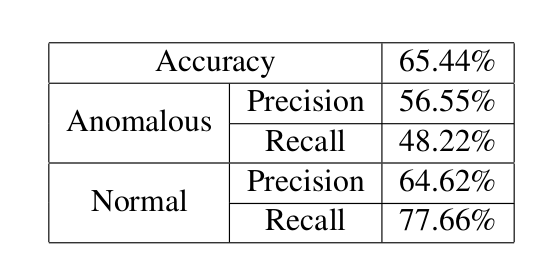 Accuracy 65.44%
Anomalous Precision 56.55%
Recall 48.22%
Normal Precision 64.62%
Recall 77.66%